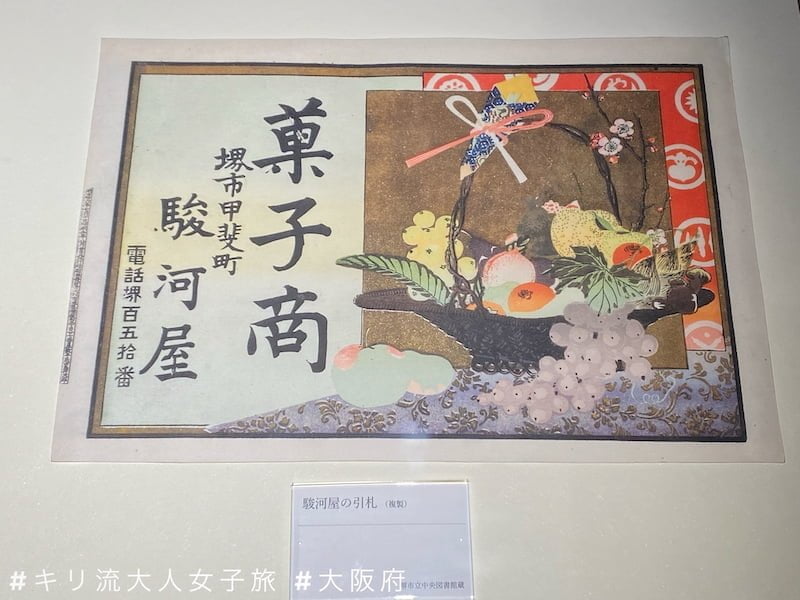 菓子商
堺市甲斐町
駿河屋
電話堺百五拾番
駿河屋の引札 （複製）
堺市立中央図書館蔵
#キリ流大人女子旅 #大阪府